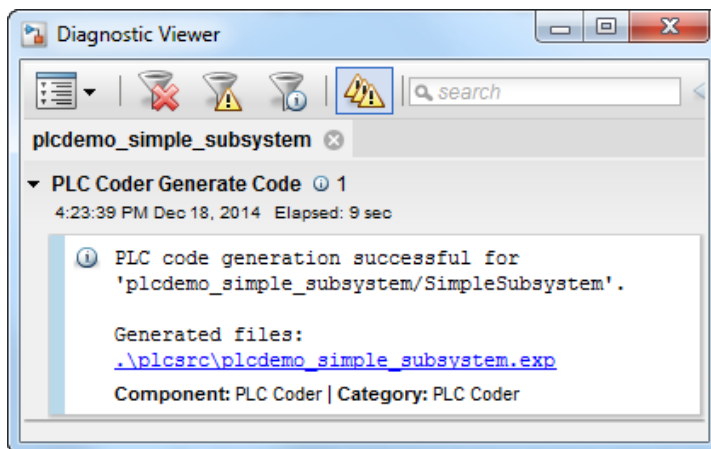 Diagnostic Viewer
search
plcdemo_simple_subsystem
PLC Coder Generate Code 1
4:23:39 PM Dec 18, 2014 Elapsed: 9 sec
PLC code generation successful for
'plcdemo_simple_subsystem/SimpleSubsystem'.
Generated files:
.\plcsrc\plcdemo_simple_subsystem.exp
Component: PLC Coder | Category: PLC Coder